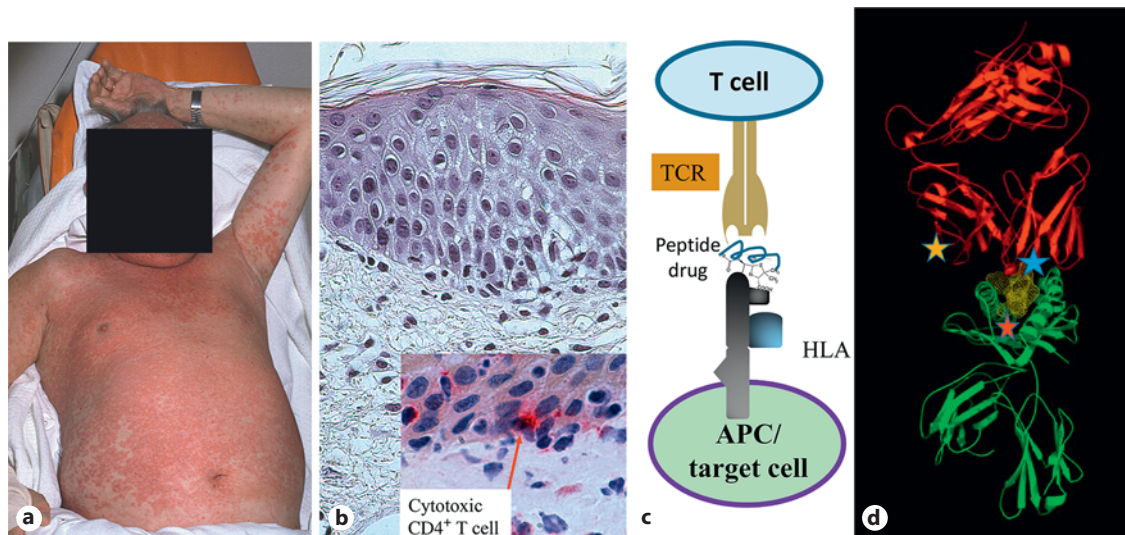 a
b
Cytotoxic
CD4+ T cell
c
T cell
TCR
Peptide
drug
HLA
APC/
target cell
d